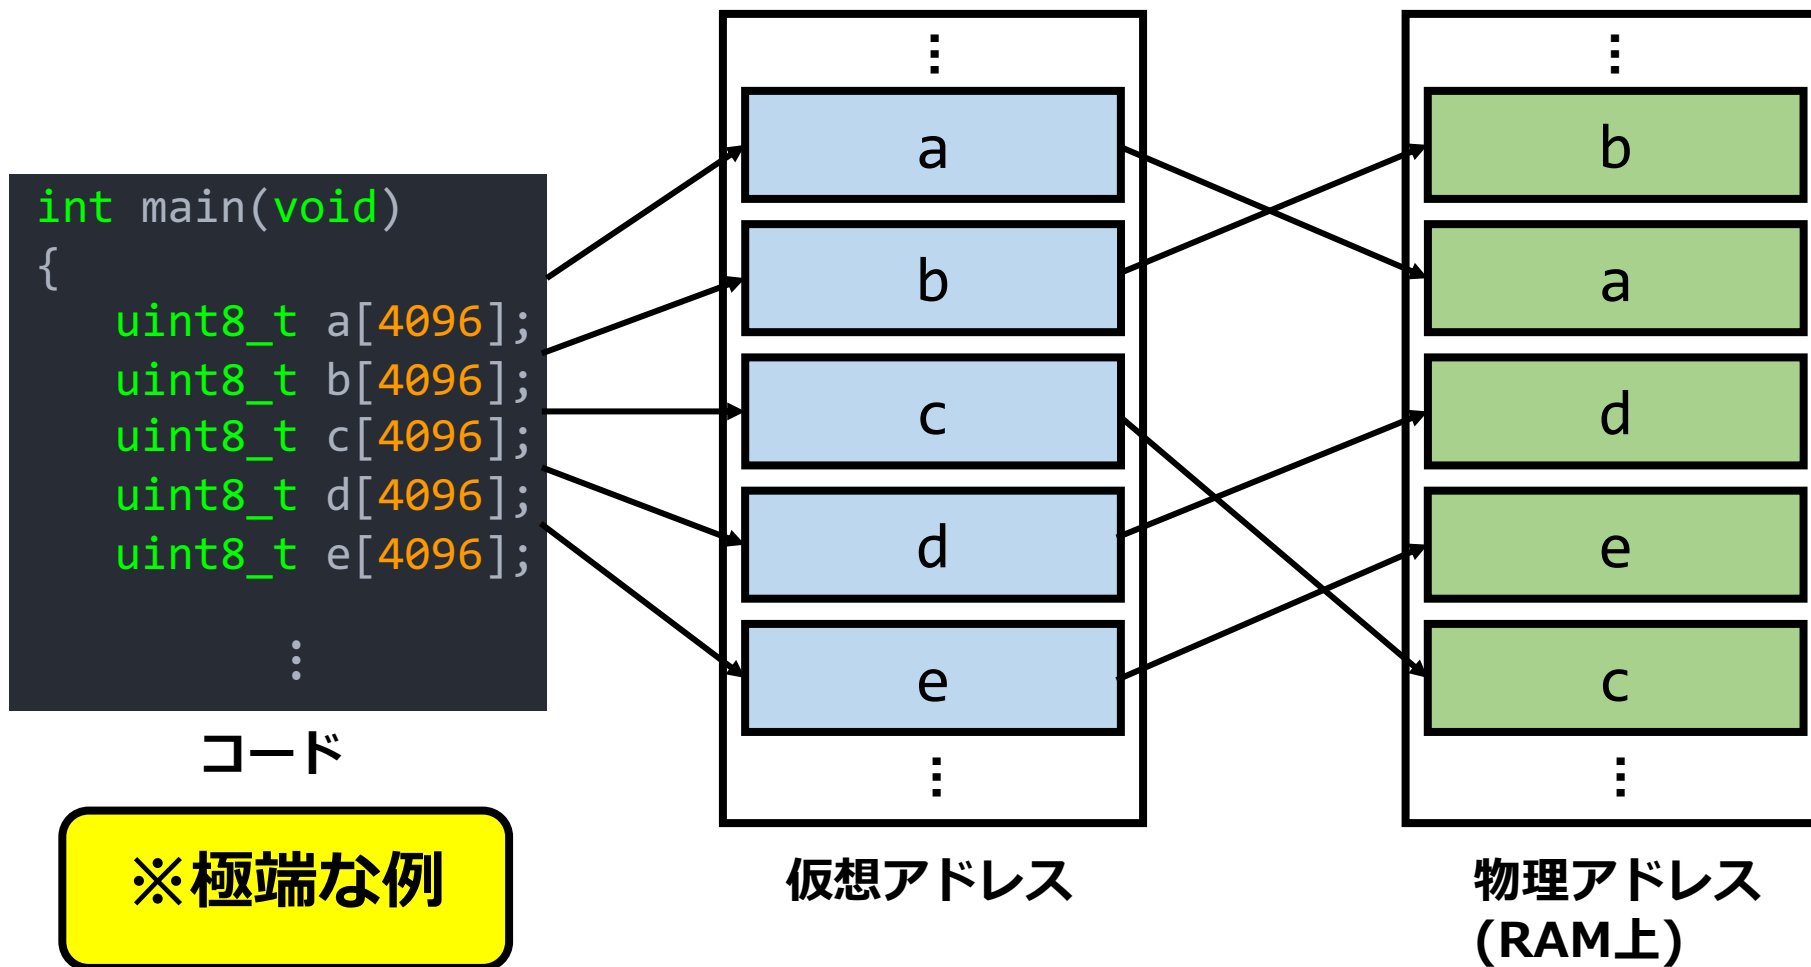 int main(void)
{
uint8_t a[4096];
uint8_t b[4096];
uint8_t c[4096];
uint8_t d[4096];
uint8_t e[4096];
⋮
コード
※極端な例
⋮
a
b
c
d
e
⋮
仮想アドレス
⋮
b
a
d
e
c
⋮
物理アドレス
(RAM上)